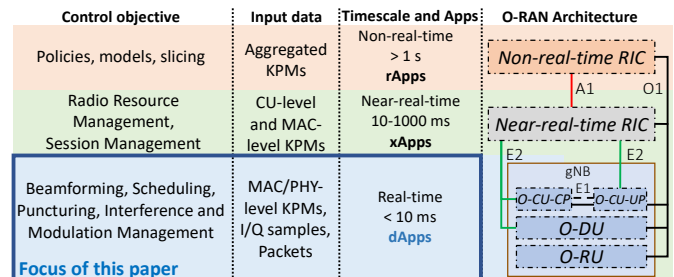 Control objective Input data Timescale and Apps O-RAN Architecture
Policies, models, slicing
Aggregated
KPMs
Non-real-time
> 1 s
rApps
Non-real-time RIC
A1 O1
Radio Resource
Management,
Session Management
CU-level
and MAC-
level KPMs
Near-real-time
10-1000 ms
xApps
Near-real-time RIC
E2 E2
Beamforming, Scheduling,
Puncturing, Interference and
Modulation Management
MAC/PHY-
level KPMs,
I/Q samples,
Packets
Real-time
< 10 ms
dApps
gNB
O-CU-CP E1 O-CU-UP
O-DU
O-RU
Focus of this paper